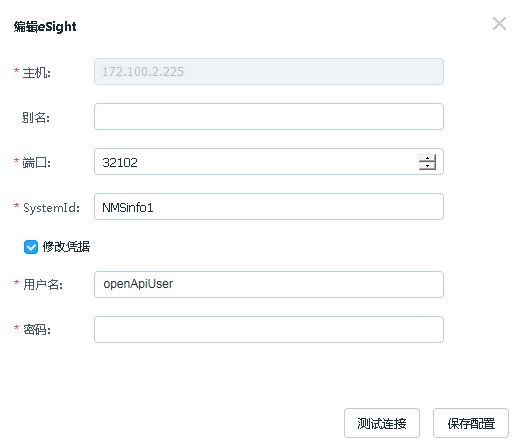 编辑eSight
* 主机: 172.100.2.225
别名:
* 端口: 32102
* SystemId: NMSinfo1
修改凭据
* 用户名: openApiUser
* 密码:
测试连接 保存配置